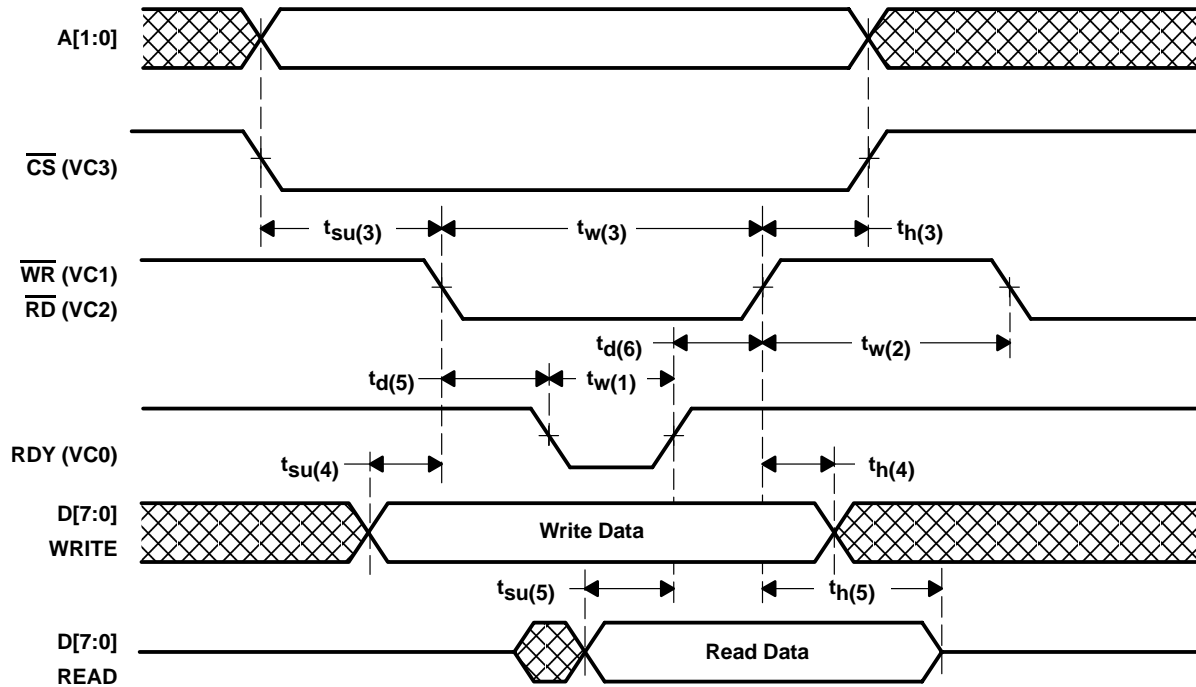 A[1:0]
CS (VC3)
tsu(3) tw(3) th(3)
WR (VC1)
RD (VC2)
td(6) tw(2)
td(5) tw(1)
RDY (VC0)
tsu(4) th(4)
D[7:0]
WRITE
Write Data
tsu(5) th(5)
D[7:0]
READ
Read Data